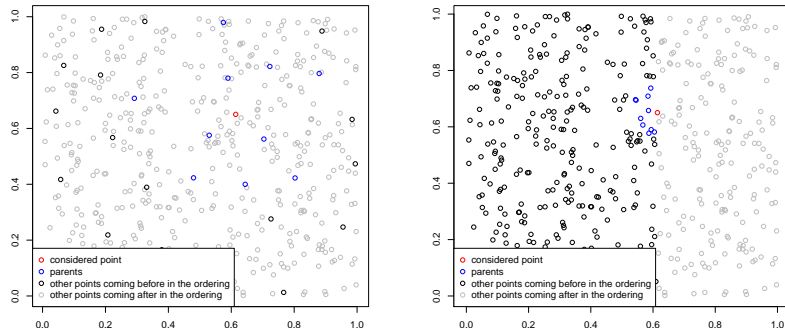 1.0
0.8
0.6
0.4
0.2
0.0
considered point
parents
other points coming before in the ordering
other points coming after in the ordering
0.0 0.2 0.4 0.6 0.8 1.0
1.0
0.8
0.6
0.4
0.2
0.0
considered point
parents
other points coming before in the ordering
other points coming after in the ordering
0.0 0.2 0.4 0.6 0.8 1.0